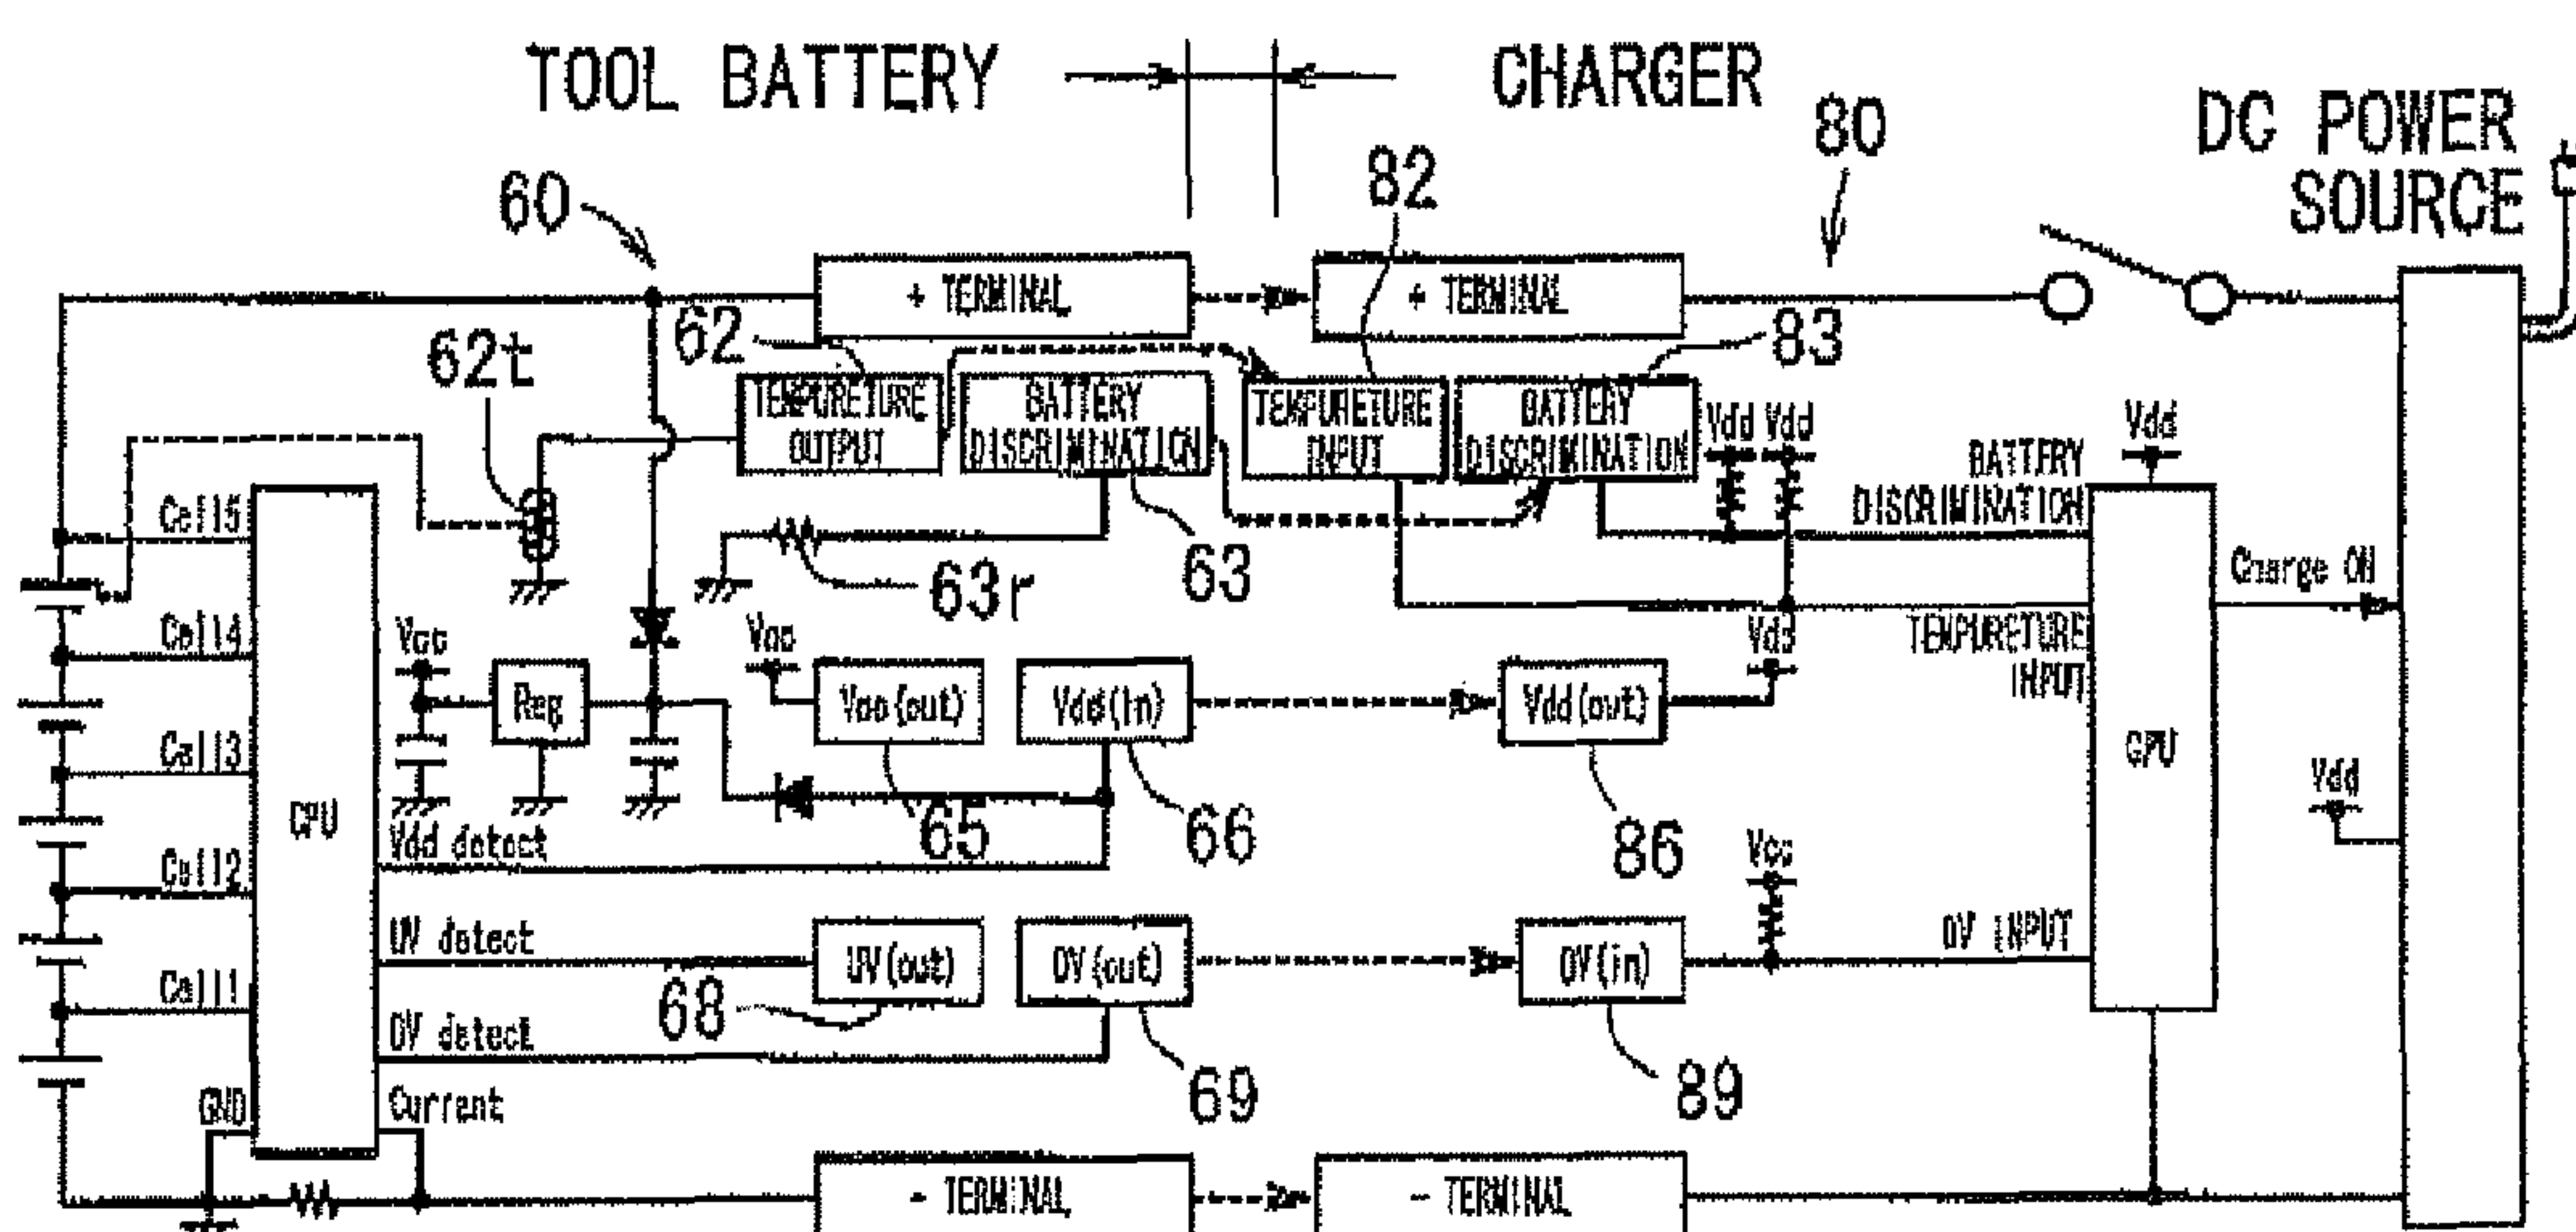 TOOL BATTERY
CHARGER
DC POWER
SOURCE
60
82
80
+ TERMINAL
+ TERMINAL
62
62t
83
TEMPURETURE
OUTPUT
BATTERY
DISCRIMINATION
TEMPURETURE
INPUT
BATTERY
DISCRIMINATION
Vdd
Vdd
Vdd
BATTERY
DISCRIMINATION
Cell5
63r
63
Charge ON
Cell4
Vcc
Vcc
Vdd
TEMPURETURE
INPUT
Reg
Vcc(out)
Vdd(in)
Vdd(out)
CPU
Cell3
CPU
Vdd
65
66
86
Vdd detect
Vcc
Cell2
UV detect
UV(out)
OV(out)
OV(in)
OV INPUT
Cell1
68
OV detect
69
89
GND
Current
- TERMINAL
- TERMINAL